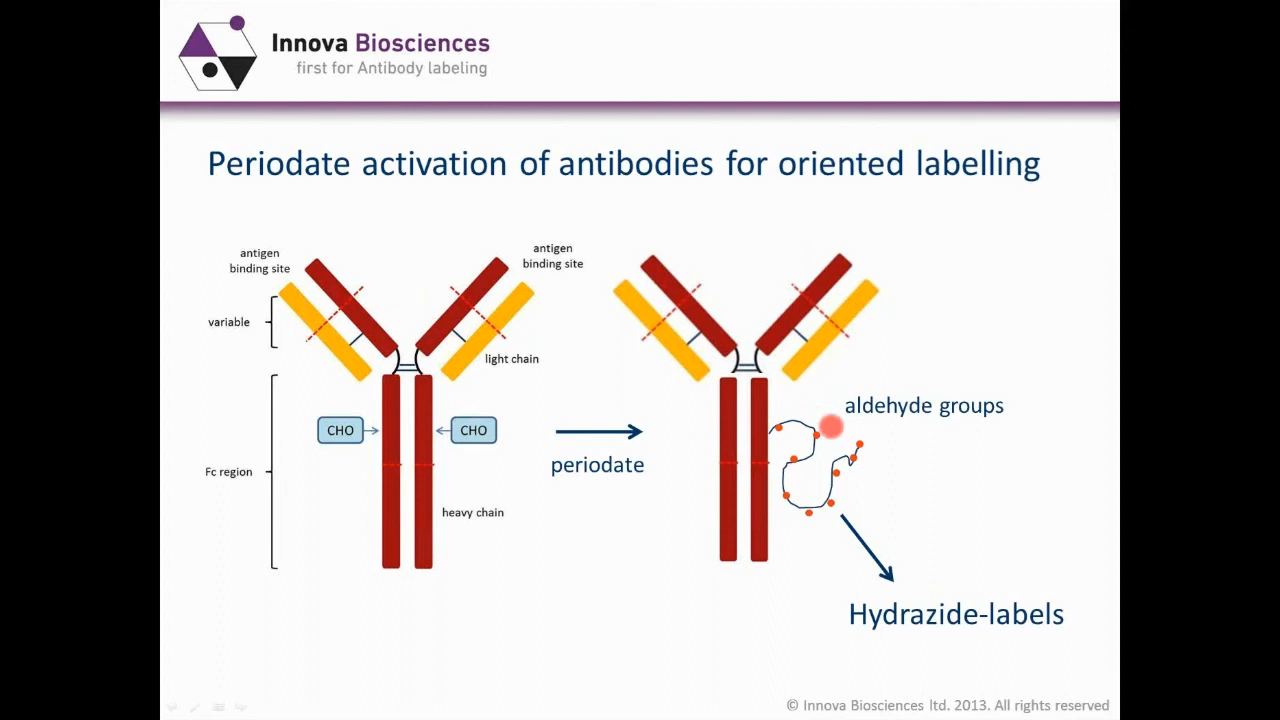 Innova Biosciences
first for Antibody labeling
Periodate activation of antibodies for oriented labelling
antigen
binding site
antigen
binding site
variable
light chain
CHO
CHO
Fc region
heavy chain
periodate
aldehyde groups
Hydrazide-labels
© Innova Biosciences ltd. 2013. All rights reserved